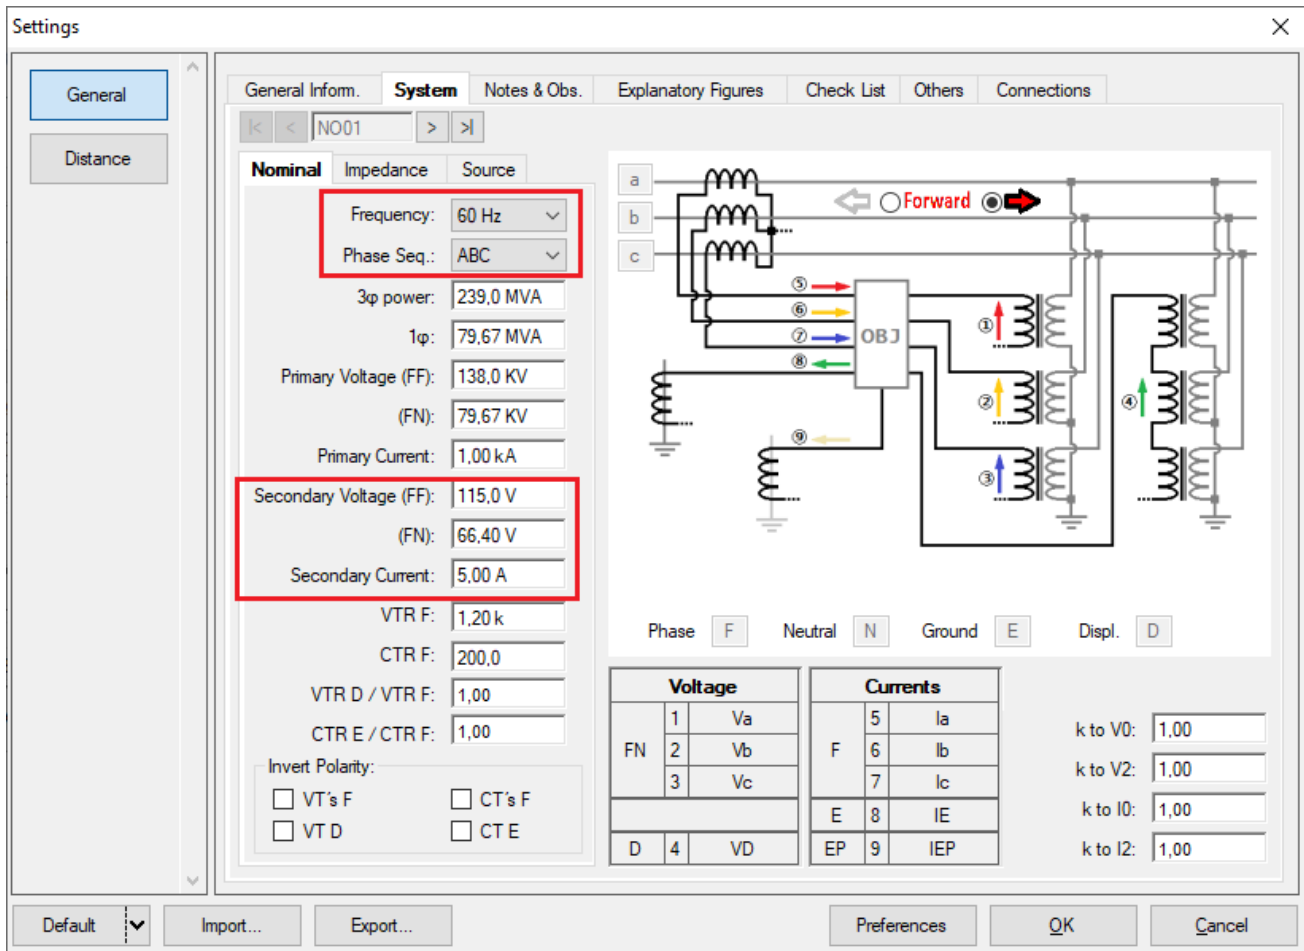 Settings
General
Distance
General Inform. System Notes & Obs. Explanatory Figures Check List Others Connections
|< < NO01 > >|
Nominal Impedance Source
Frequency: 60 Hz
Phase Seq.: ABC
3φ power: 239,0 MVA
1φ: 79,67 MVA
Primary Voltage (FF): 138,0 KV
(FN): 79,67 KV
Primary Current: 1,00 kA
Secondary Voltage (FF): 115,0 V
(FN): 66,40 V
Secondary Current: 5,00 A
VTR F: 1,20 k
CTR F: 200,0
VTR D / VTR F: 1,00
CTR E / CTR F: 1,00
Invert Polarity:
VT´s F CT´s F
VT D CT E
a
b
c
Forward
⑤
⑥
⑦
⑧
⑨
OBJ
①
②
③
④
Phase F Neutral N Ground E Displ. D
Voltage
FN 1 Va
2 Vb
3 Vc
D 4 VD
Currents
F 5 Ia
6 Ib
7 Ic
E 8 IE
EP 9 IEP
k to V0: 1,00
k to V2: 1,00
k to I0: 1,00
k to I2: 1,00
Default Import... Export... Preferences OK Cancel